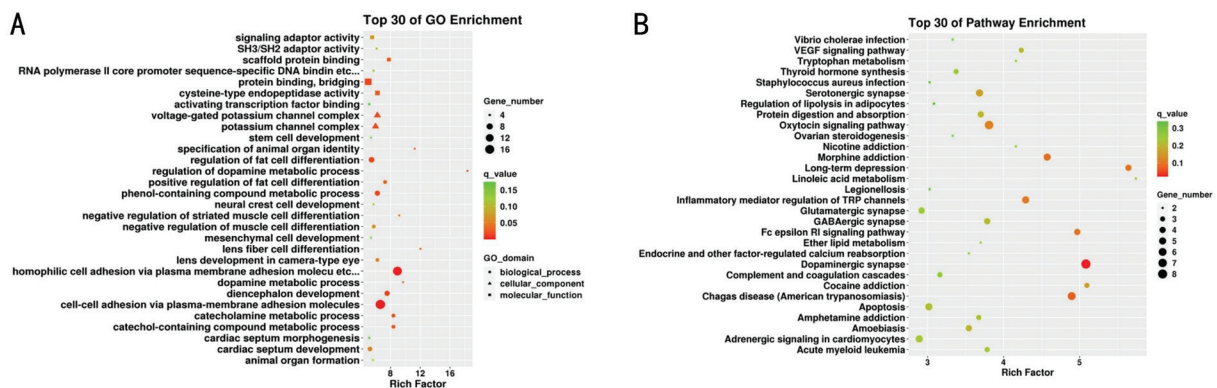 A
Top 30 of GO Enrichment
signaling adaptor activity
SH3/SH2 adaptor activity
scaffold protein binding
RNA polymerase II core promoter sequence-specific DNA bindin etc...
protein binding, bridging
cysteine-type endopeptidase activity
activating transcription factor binding
voltage-gated potassium channel complex
potassium channel complex
stem cell development
specification of animal organ identity
regulation of fat cell differentiation
regulation of dopamine metabolic process
positive regulation of fat cell differentiation
phenol-containing compound metabolic process
neural crest cell development
negative regulation of striated muscle cell differentiation
negative regulation of muscle cell differentiation
mesenchymal cell development
lens fiber cell differentiation
lens development in camera-type eye
homophilic cell adhesion via plasma membrane adhesion molecu etc...
dopamine metabolic process
diencephalon development
cell-cell adhesion via plasma-membrane adhesion molecules
catecholamine metabolic process
catechol-containing compound metabolic process
cardiac septum morphogenesis
cardiac septum development
animal organ formation
8 12 16
Rich Factor
Gene_number
4
8
12
16
q_value
0.15
0.10
0.05
GO_domain
biological_process
cellular_component
molecular_function
B
Top 30 of Pathway Enrichment
Vibrio cholerae infection
VEGF signaling pathway
Tryptophan metabolism
Thyroid hormone synthesis
Staphylococcus aureus infection
Serotonergic synapse
Regulation of lipolysis in adipocytes
Protein digestion and absorption
Oxytocin signaling pathway
Ovarian steroidogenesis
Nicotine addiction
Morphine addiction
Long-term depression
Linoleic acid metabolism
Legionellosis
Inflammatory mediator regulation of TRP channels
Glutamatergic synapse
GABAergic synapse
Fc epsilon RI signaling pathway
Ether lipid metabolism
Endocrine and other factor-regulated calcium reabsorption
Dopaminergic synapse
Complement and coagulation cascades
Cocaine addiction
Chagas disease (American trypanosomiasis)
Apoptosis
Amphetamine addiction
Amoebiasis
Adrenergic signaling in cardiomyocytes
Acute myeloid leukemia
3 4 5
Rich Factor
q_value
0.3
0.2
0.1
Gene_number
2
3
4
5
6
7
8